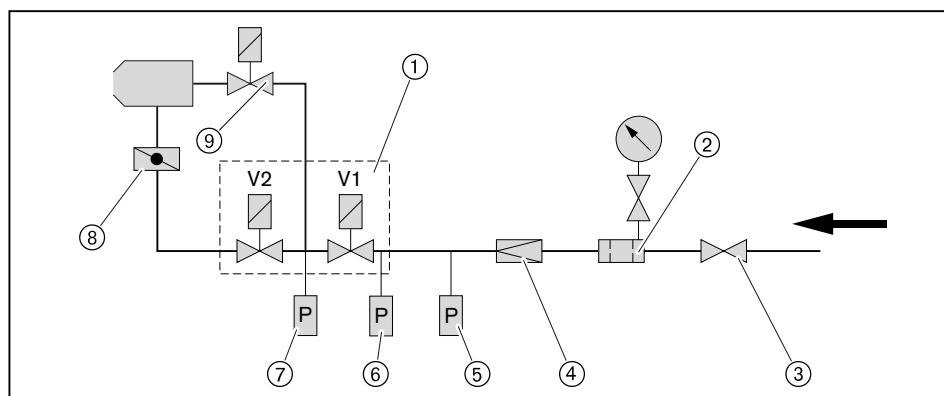 ①
⑨
②
V2 V1
⑧
P P P
⑦ ⑥ ⑤ ④ ③